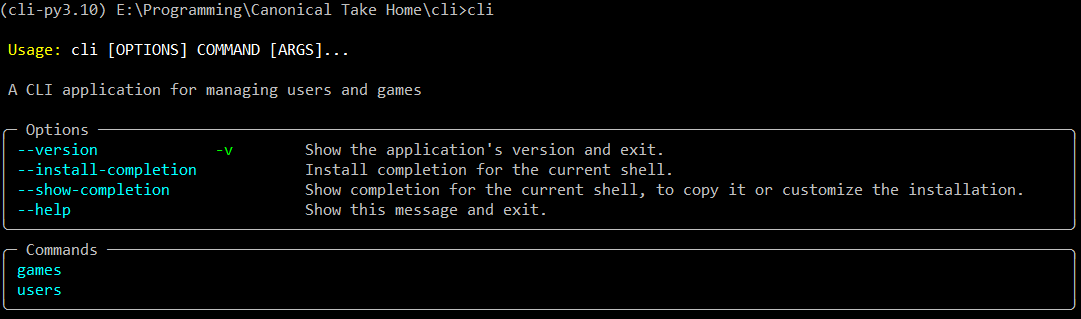 (cli-py3.10) E:\Programming\Canonical Take Home\cli>cli
Usage: cli [OPTIONS] COMMAND [ARGS]...
A CLI application for managing users and games
Options
--version -v Show the application's version and exit.
--install-completion Install completion for the current shell.
--show-completion Show completion for the current shell, to copy it or customize the installation.
--help Show this message and exit.
Commands
games
users